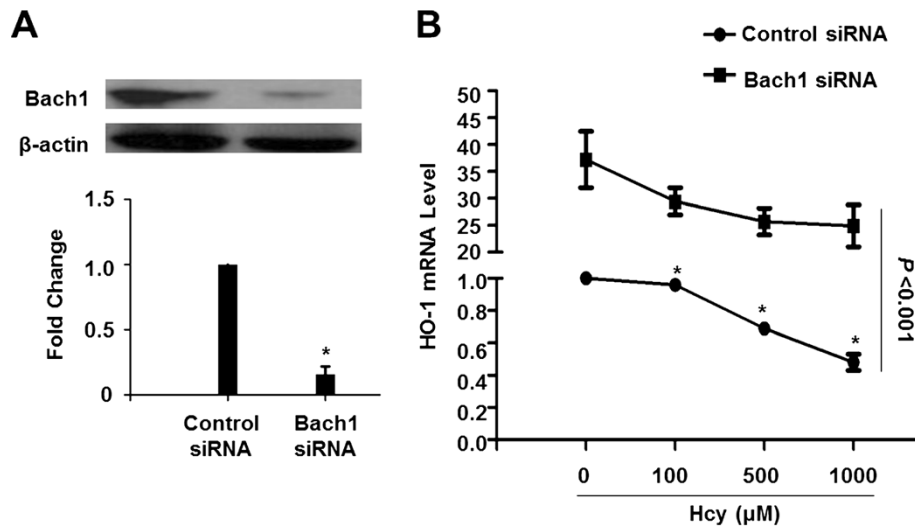 A
Bach1
β-actin
1.5
1.0
0.5
0
Fold Change
*
Control
siRNA
Bach1
siRNA
B
Control siRNA
Bach1 siRNA
50
45
40
35
30
25
20
1.0
0.8
0.6
0.4
0.2
0.0
HO-1 mRNA Level
*
*
*
P <0.001
0 100 500 1000
Hcy (µM)